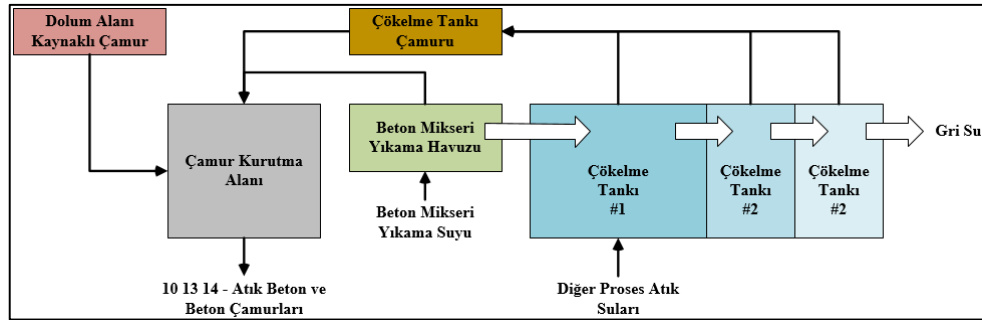 Dolum Alanı
Kaynaklı Çamur
Çökelme Tankı
Çamuru
Çamur Kurutma
Alanı
Beton Mikseri
Yıkama Havuzu
Çökelme
Tankı
#1
Çökelme
Tankı
#2
Çökelme
Tankı
#2
Gri Su
Beton Mikseri
Yıkama Suyu
10 13 14 - Atık Beton ve
Beton Çamurları
Diğer Proses Atık
Suları